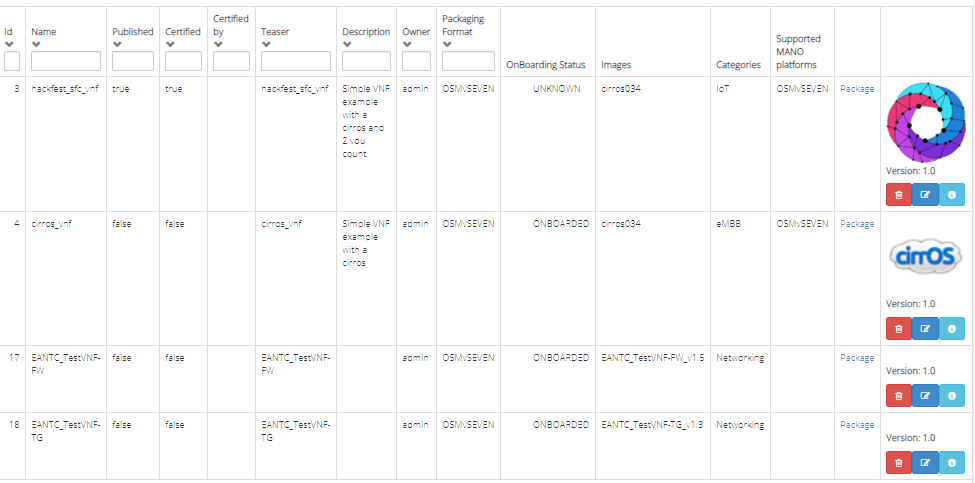 Id Name Published Certified Certified by Teaser Description Owner Packaging Format OnBoarding Status Images Categories Supported MANO platforms
3 hackfest_sfc_vnf true true hackfest_sfc_vnf Simple VNF admin OSMvSEVEN UNKNOWN cirros034 IoT OSMvSEVEN Package
example
with a
cirros and
2 vdu
count
Version: 1.0
4 cirros_vnf false false cirros_vnf Simple VNF admin OSMvSEVEN ONBOARDED cirros034 eMBB OSMvSEVEN Package
example
with a
cirros
cirrOS
Version: 1.0
17 EANTC_TestVNF- false false EANTC_TestVNF- admin OSMvSEVEN ONBOARDED EANTC_TestVNF-FW_v1.5 Networking Package
FW FW
Version: 1.0
18 EANTC_TestVNF- false false EANTC_TestVNF- admin OSMvSEVEN ONBOARDED EANTC_TestVNF-TG_v1.3 Networking Package
TG TG
Version: 1.0